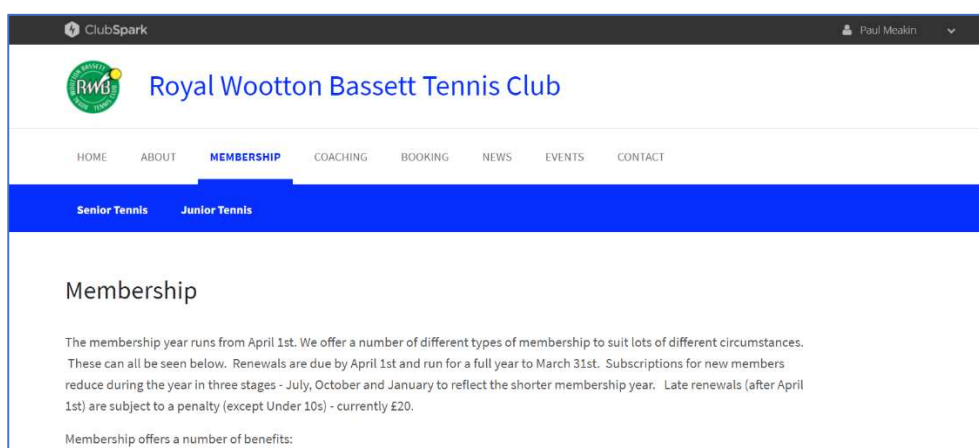 ClubSpark
Paul Meakin
RWB
Royal Wootton Bassett Tennis Club
HOME ABOUT MEMBERSHIP COACHING BOOKING NEWS EVENTS CONTACT
Senior Tennis Junior Tennis
Membership
The membership year runs from April 1st. We offer a number of different types of membership to suit lots of different circumstances.
These can all be seen below. Renewals are due by April 1st and run for a full year to March 31st. Subscriptions for new members
reduce during the year in three stages - July, October and January to reflect the shorter membership year. Late renewals (after April
1st) are subject to a penalty (except Under 10s) - currently £20.
Membership offers a number of benefits: